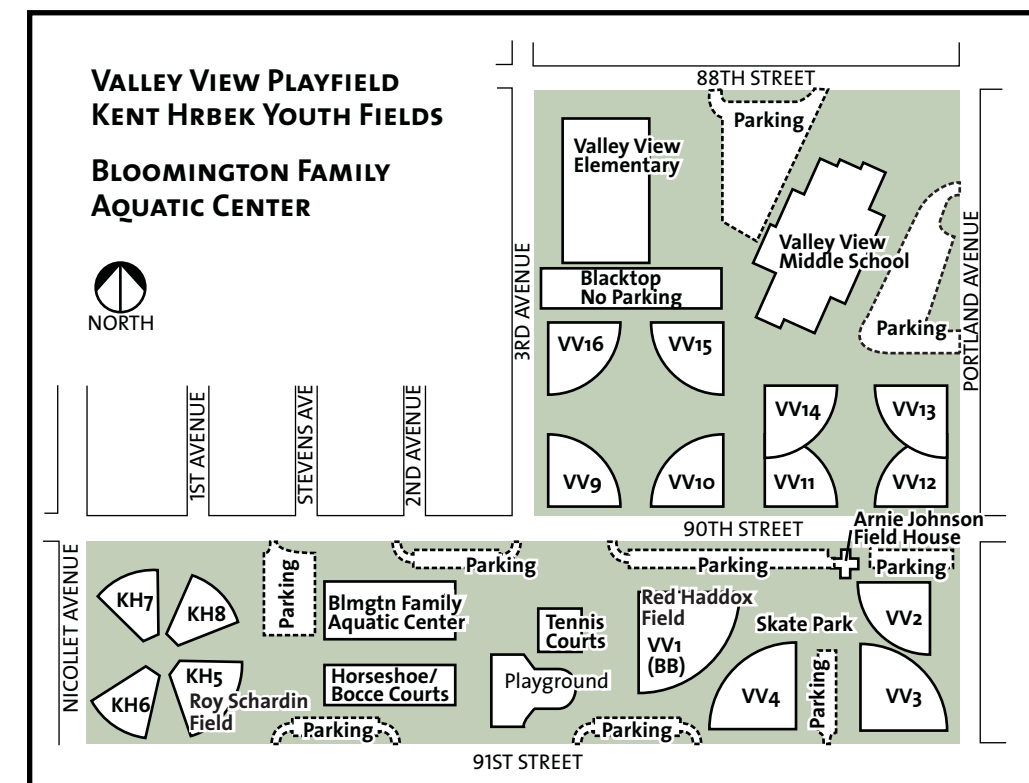 VALLEY VIEW PLAYFIELD
KENT HRBEK YOUTH FIELDS
BLOOMINGTON FAMILY
AQUATIC CENTER
NORTH
88TH STREET
Parking
Valley View
Elementary
Valley View
Middle School
3RD AVENUE
Blacktop
No Parking
Parking
PORTLAND AVENUE
VV16
VV15
VV14
VV13
1ST AVENUE
STEVENS AVE
2ND AVENUE
VV9
VV10
VV11
VV12
90TH STREET
Arnie Johnson
Field House
NICOLLET AVENUE
Parking
Parking
Parking
Parking
KH7
KH8
Blmgtn Family
Aquatic Center
Tennis
Courts
Red Haddox
Field
VV1
(BB)
Skate Park
VV2
KH6
KH5
Roy Schardin
Field
Horseshoe/
Bocce Courts
Playground
VV4
Parking
VV3
Parking
Parking
91ST STREET